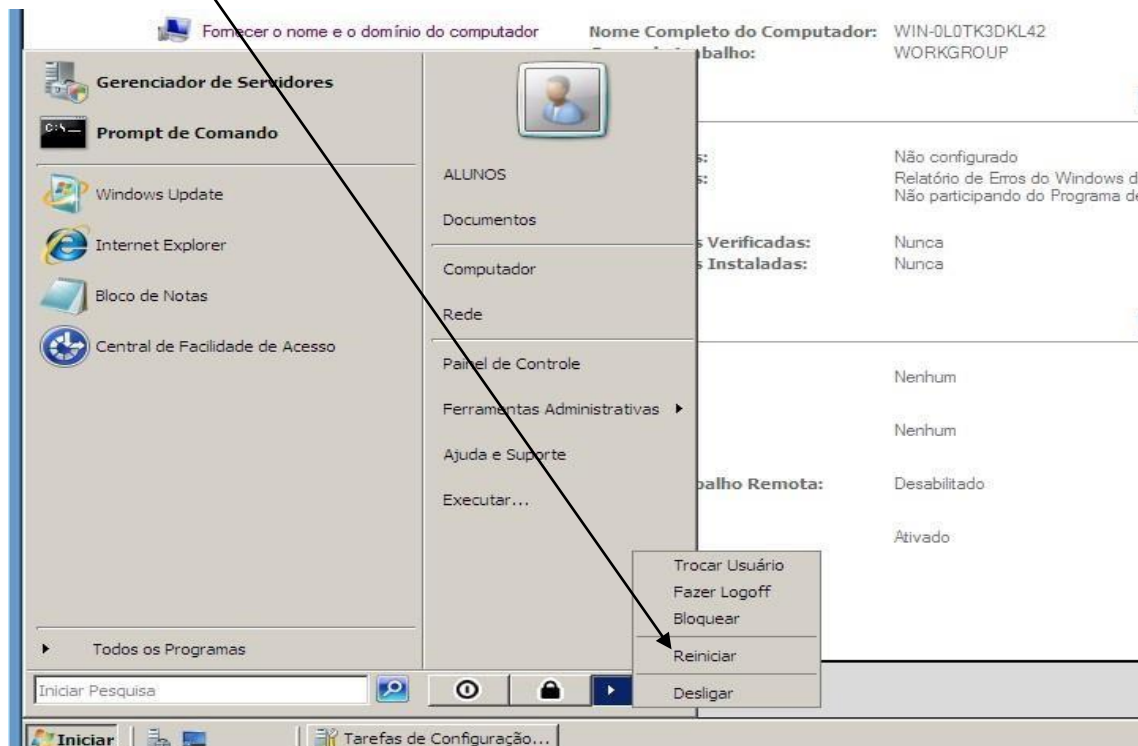 Fornecer o nome e o domínio do computador
Nome Completo do Computador: WIN-0L0TK3DKL42
balho: WORKGROUP
Gerenciador de Servidores
C:\
Prompt de Comando
Windows Update
Internet Explorer
Bloco de Notas
Central de Facilidade de Acesso
Todos os Programas
Iniciar Pesquisa
ALUNOS
Documentos
Computador
Rede
Painel de Controle
Ferramentas Administrativas
Ajuda e Suporte
Executar...
s: Não configurado
s: Relatório de Erros do Windows d
Não participando do Programa de
s Verificadas: Nunca
s Instaladas: Nunca
Nenhum
Nenhum
balho Remota: Desabilitado
Ativado
Trocar Usuário
Fazer Logoff
Bloquear
Reiniciar
Desligar
Iniciar
Tarefas de Configuração...